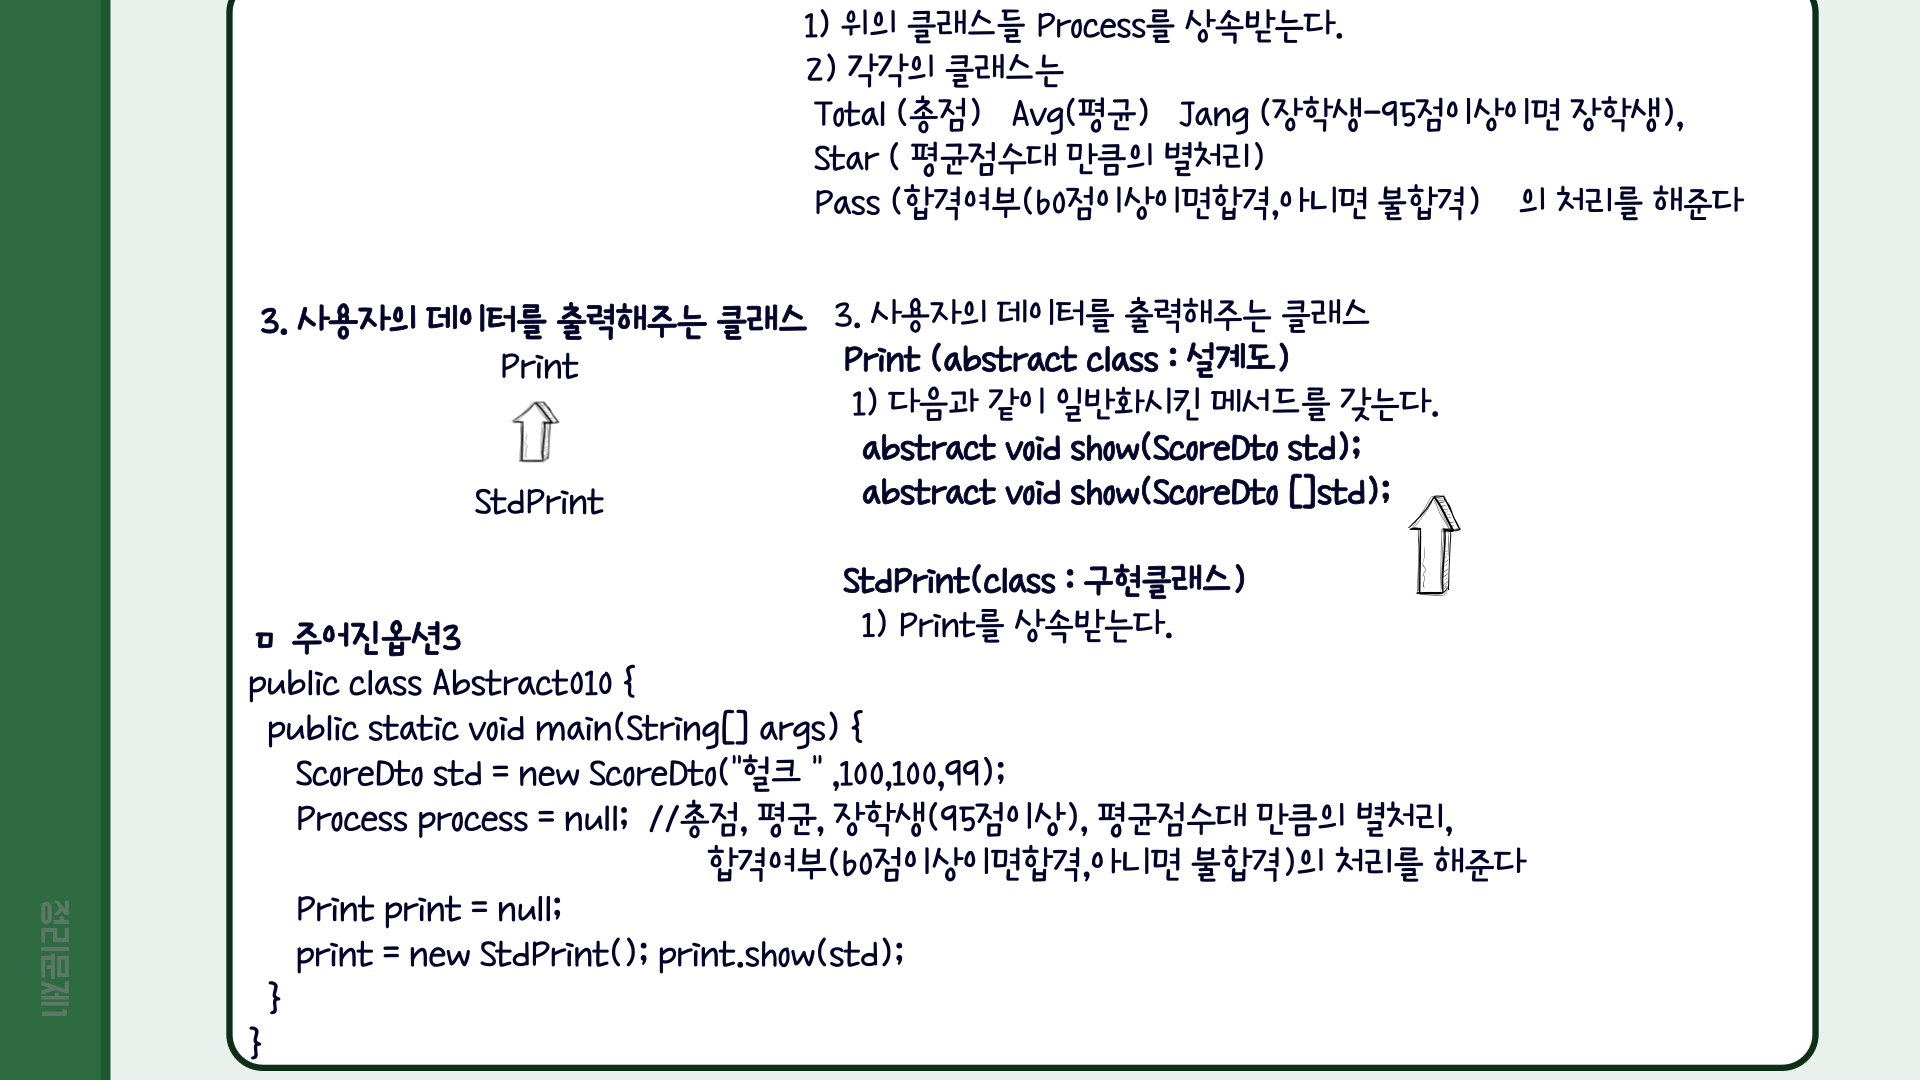 1) 위의 클래스들 Process를 상속받는다.
2) 각각의 클래스는
Total (총점)   Avg(평균)   Jang (장학생-95점이상이면 장학생),
Star ( 평균점수대 만큼의 별처리)
Pass (합격여부(60점이상이면합격,아니면 불합격)    의 처리를 해준다
3. 사용자의 데이터를 출력해주는 클래스
Print
StdPrint
3. 사용자의 데이터를 출력해주는 클래스
Print (abstract class : 설계도)
1) 다음과 같이 일반화시킨 메서드를 갖는다.
abstract void show(ScoreDto std);
abstract void show(ScoreDto []std);
StdPrint(class : 구현클래스)
1) Print를 상속받는다.
ㅁ 주어진옵션3
public class Abstract010 {
public static void main(String[] args) {
ScoreDto std = new ScoreDto("헐크 " ,100,100,99);
Process process = null;  //총점, 평균, 장학생(95점이상), 평균점수대 만큼의 별처리,
합격여부(60점이상이면합격,아니면 불합격)의 처리를 해준다
Print print = null;
print = new StdPrint(); print.show(std);
}
}
정리문제1